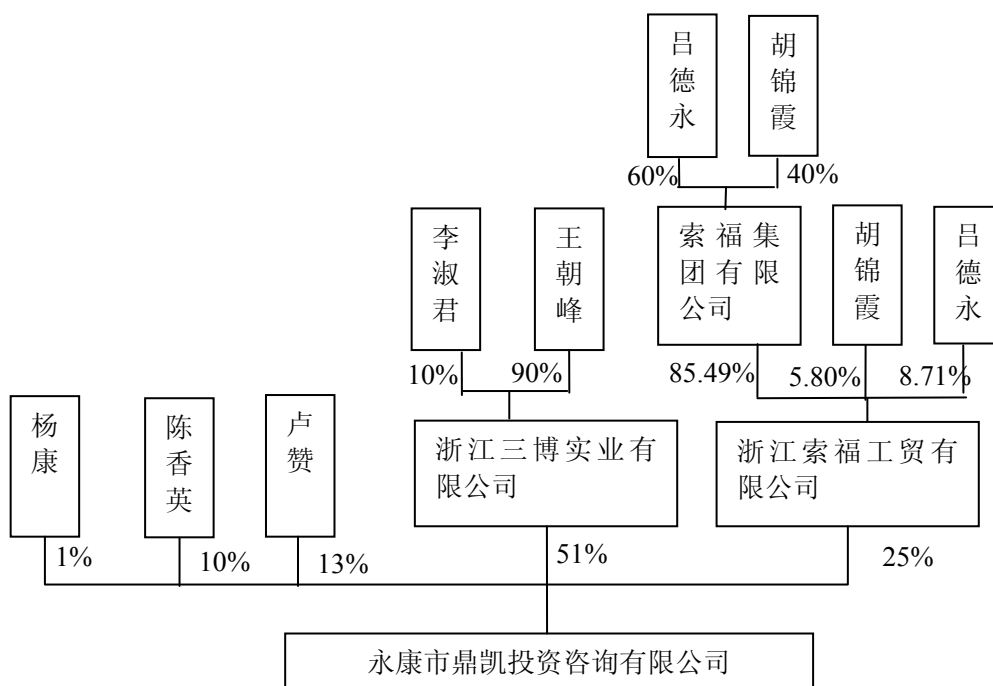 吕德永
胡锦霞
60%
40%
李淑君
王朝峰
索福集
团有限
公司
胡锦霞
吕德永
10%
90%
85.49%
5.80%
8.71%
杨康
陈香英
卢赞
浙江三博实业有
限公司
浙江索福工贸有
限公司
1%
10%
13%
51%
25%
永康市鼎凯投资咨询有限公司